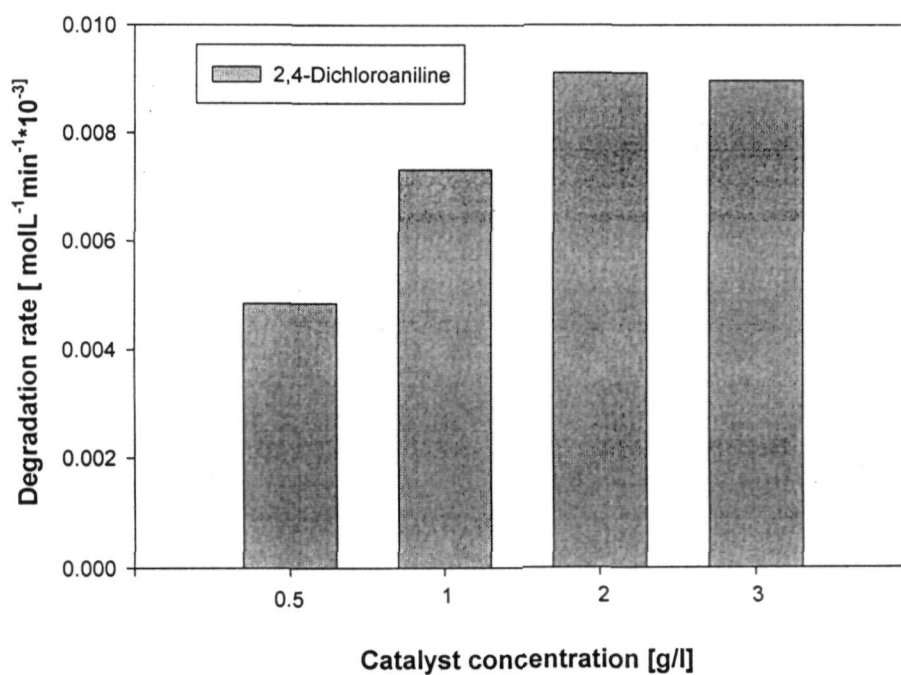 0.010
2,4-Dichloroaniline
0.008
0.006
0.004
0.002
0.000
Degradation rate [ molL⁻¹min⁻¹*10⁻³]
0.5 1 2 3
Catalyst concentration [g/l]